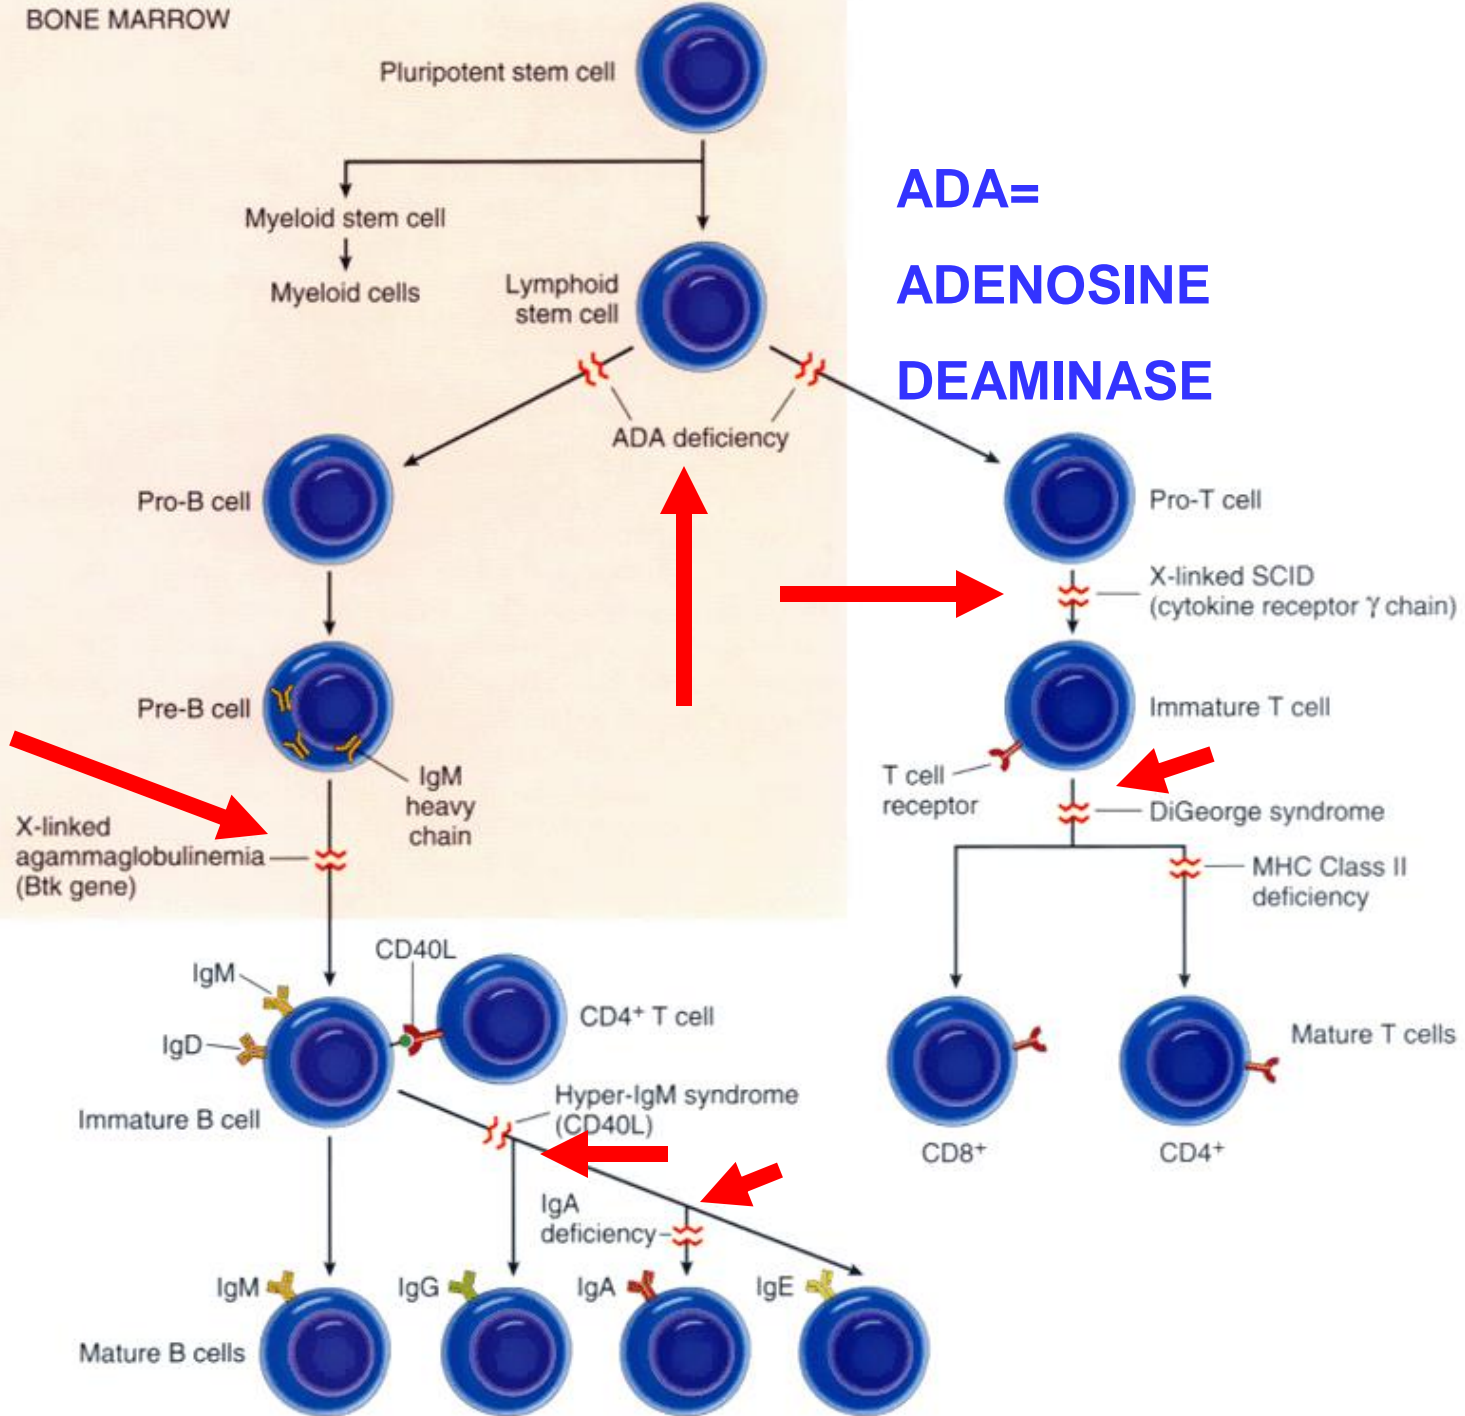 BONE MARROW
Pluripotent stem cell
Myeloid stem cell
Myeloid cells
Lymphoid
stem cell
ADA=
ADENOSINE
DEAMINASE
ADA deficiency
Pro-B cell
Pro-T cell
X-linked SCID
(cytokine receptor γ chain)
Pre-B cell
IgM
heavy
chain
Immature T cell
T cell
receptor
X-linked
agammaglobulinemia
(Btk gene)
DiGeorge syndrome
MHC Class II
deficiency
IgM
IgD
CD40L
CD4+ T cell
Immature B cell
Mature T cells
CD8+
CD4+
Hyper-IgM syndrome
(CD40L)
IgA
deficiency
IgM
IgG
IgA
IgE
Mature B cells